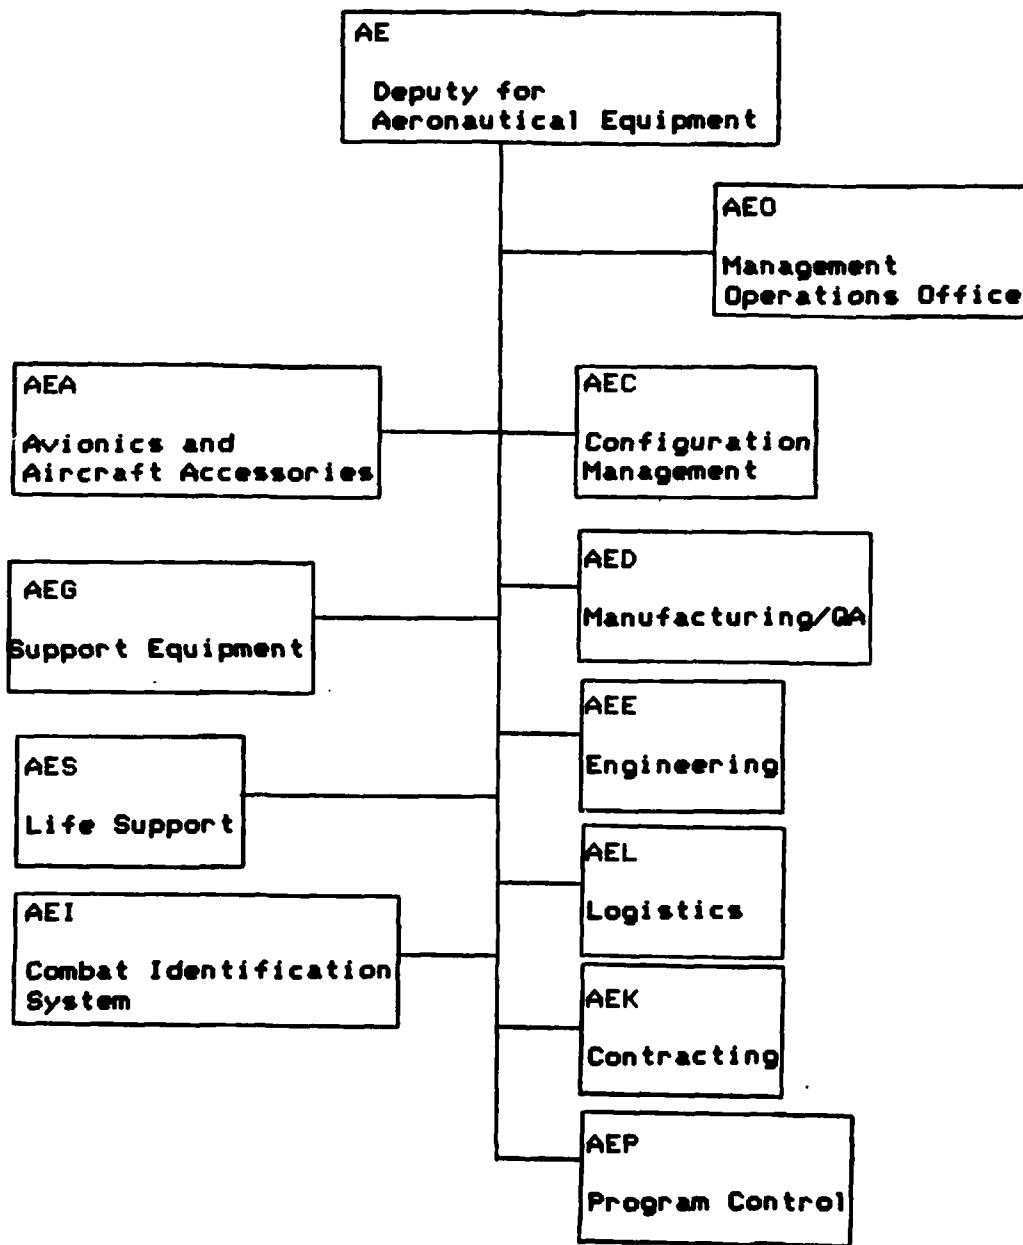 AE
Deputy for
Aeronautical Equipment
AEO
Management
Operations Office
AEA
Avionics and
Aircraft Accessories
AEC
Configuration
Management
AED
Manufacturing/QA
AEG
Support Equipment
AEE
Engineering
AES
Life Support
AEL
Logistics
AEI
Combat Identification
System
AEK
Contracting
AEP
Program Control